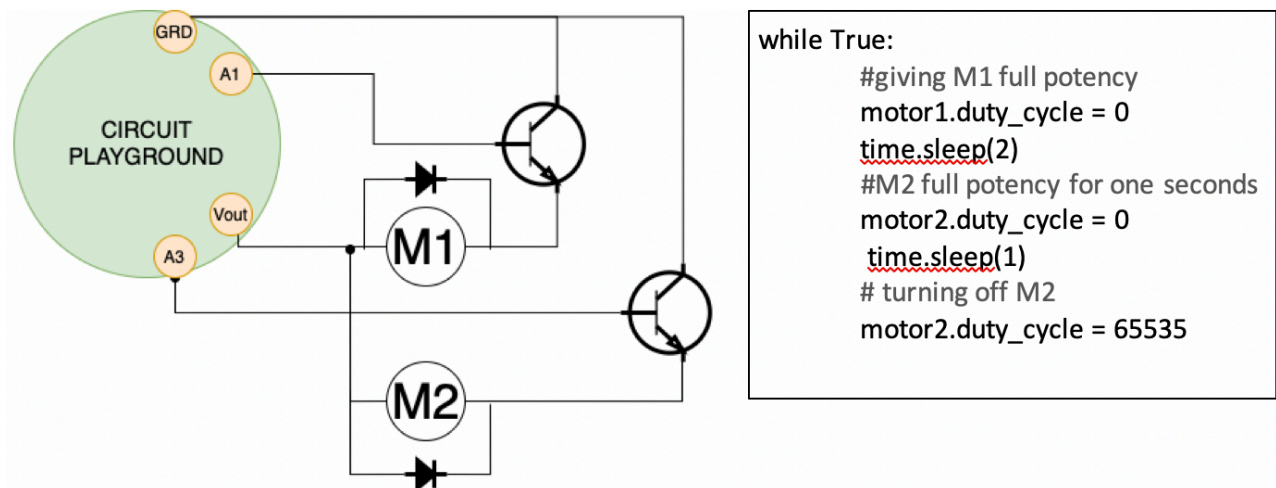 GRD
A1
CIRCUIT
PLAYGROUND
Vout
A3
M1
M2
while True:
#giving M1 full potency
motor1.duty_cycle = 0
time.sleep(2)
#M2 full potency for one seconds
motor2.duty_cycle = 0
time.sleep(1)
# turning off M2
motor2.duty_cycle = 65535